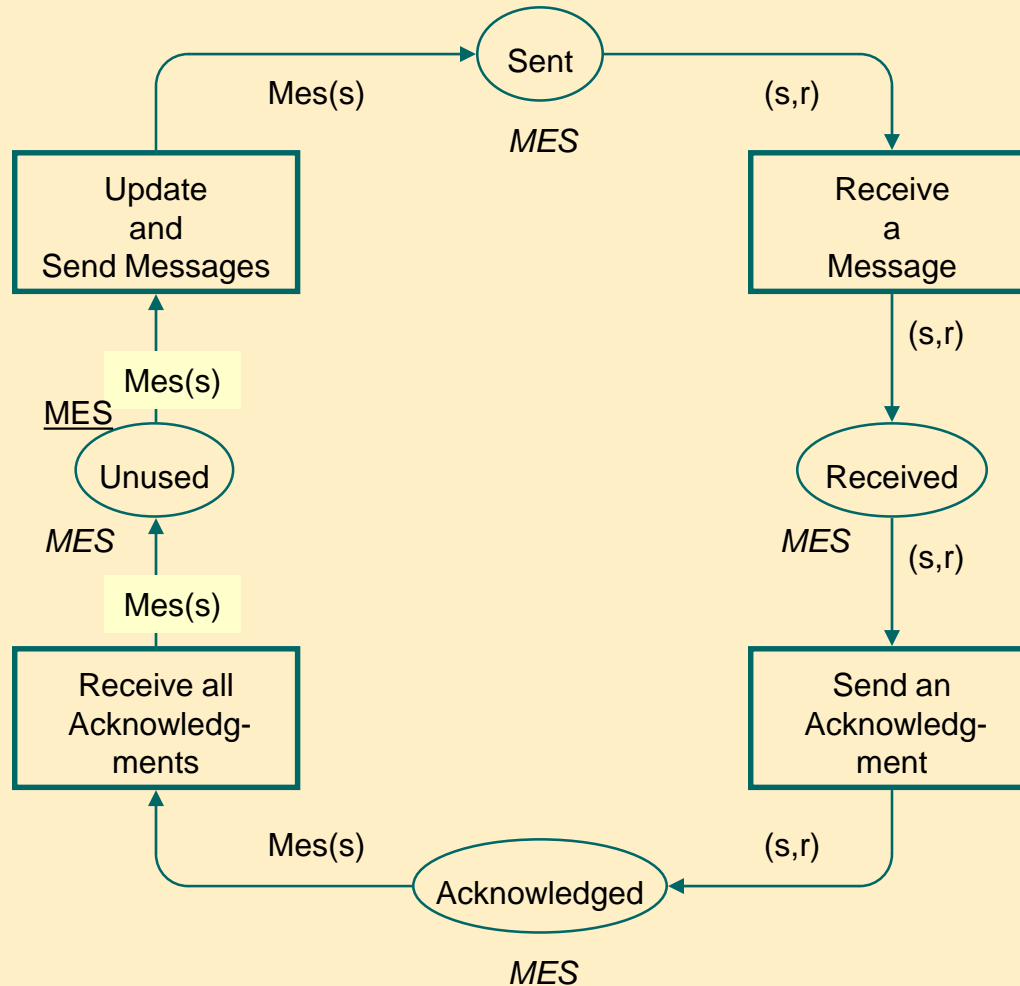 Sent
Mes(s)
(s,r)
MES
Update
and
Send Messages
Receive
a
Message
(s,r)
Mes(s)
MES
Unused
Received
MES
MES
(s,r)
Mes(s)
Receive all
Acknowledg-
ments
Send an
Acknowledg-
ment
Mes(s)
(s,r)
Acknowledged
MES